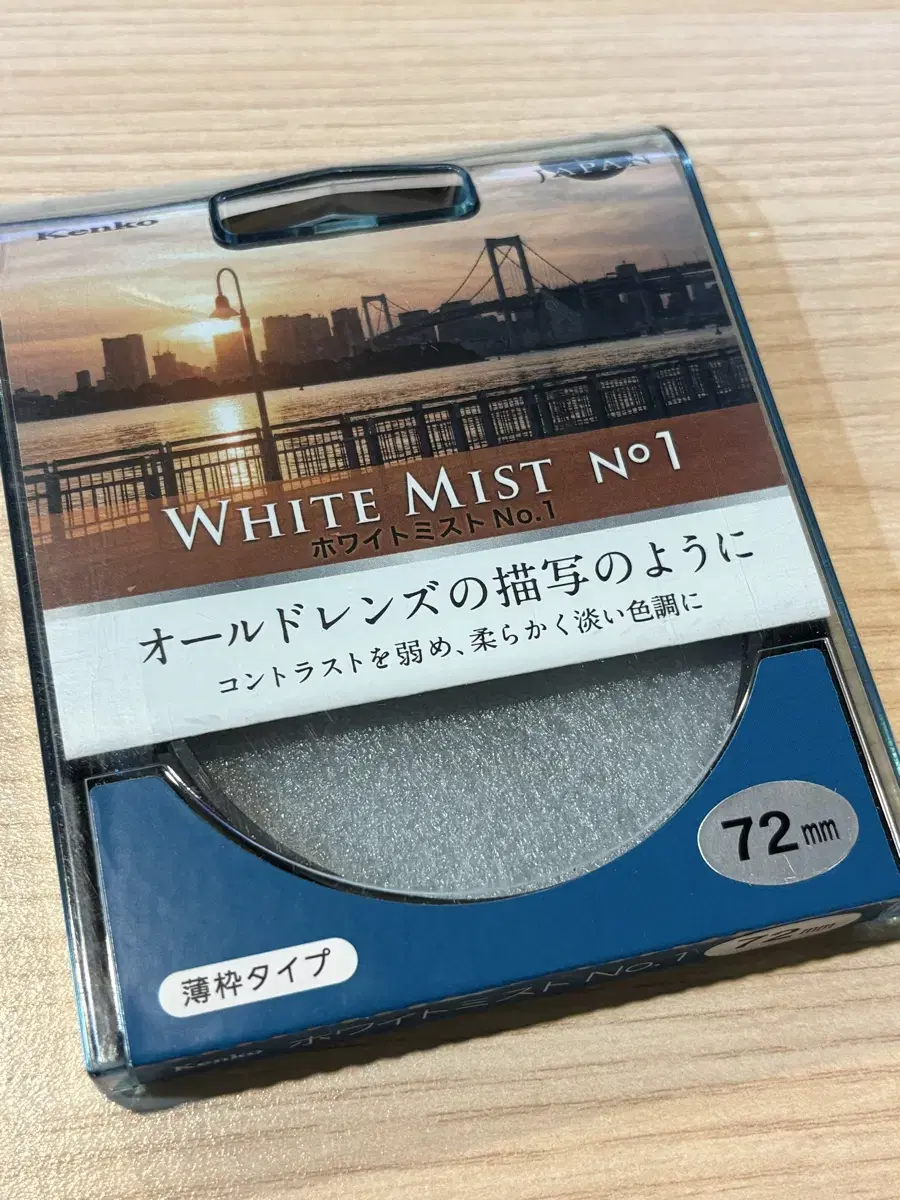 Kenko
JAPAN
WHITE MIST No1
ホワイトミスト No.1
オールドレンズの描写のように
コントラストを弱め、柔らかく淡い色調に
72mm
薄枠タイプ
Kenko ホワイトミスト No.1 72mm